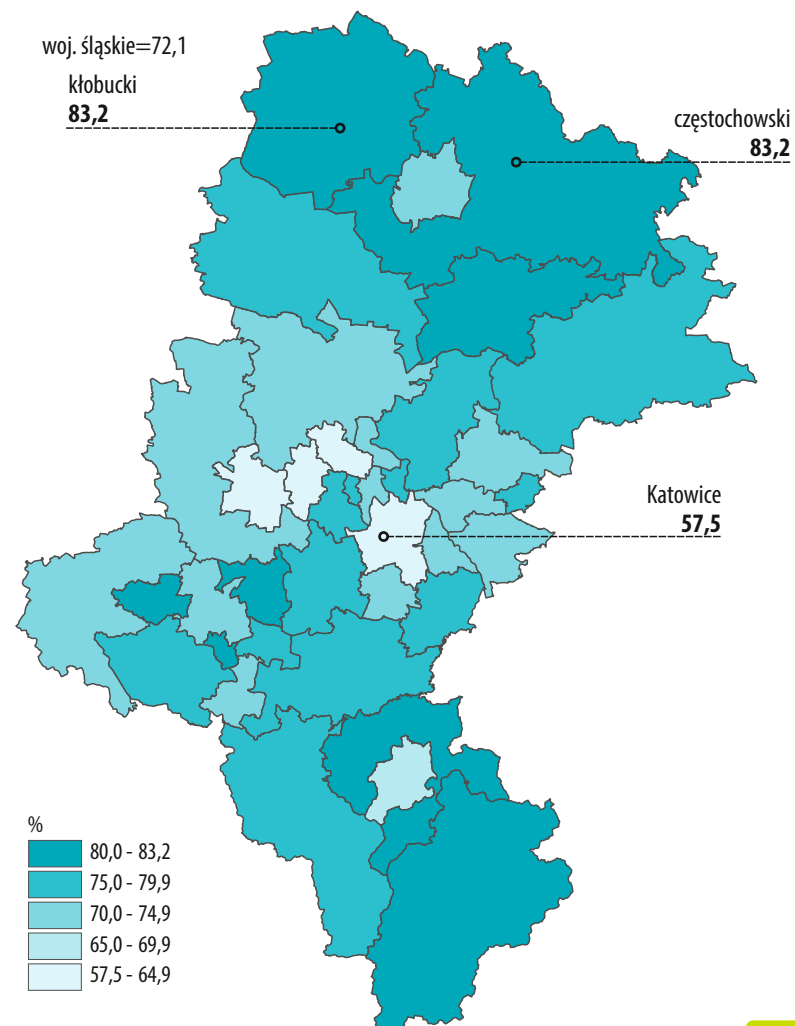 woj. śląskie=72,1
kłobucki
83,2
częstochowski
83,2
Katowice
57,5
%
80,0 - 83,2
75,0 - 79,9
70,0 - 74,9
65,0 - 69,9
57,5 - 64,9